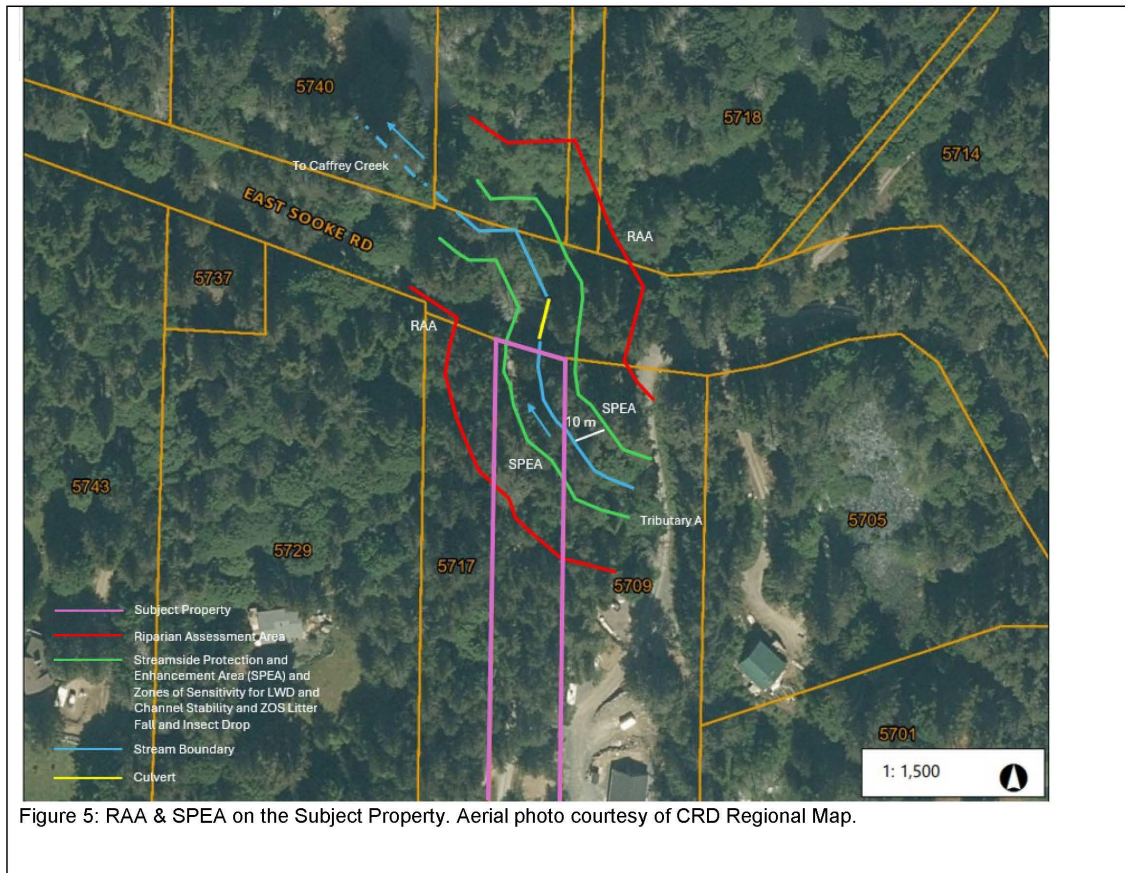 5740
5718
5714
To Caffrey Creek
EAST SOOKE RD
RAA
5737
RAA
SPEA
10 m
SPEA
5743
5705
Tributary A
5729
5717
5709
Subject Property
Riparian Assessment Area
Streamside Protection and
Enhancement Area (SPEA) and
Zones of Sensitivity for LWD and
Channel Stability and ZOS Litter
Fall and Insect Drop
Stream Boundary
Culvert
5701
1: 1,500
Figure 5: RAA & SPEA on the Subject Property. Aerial photo courtesy of CRD Regional Map.